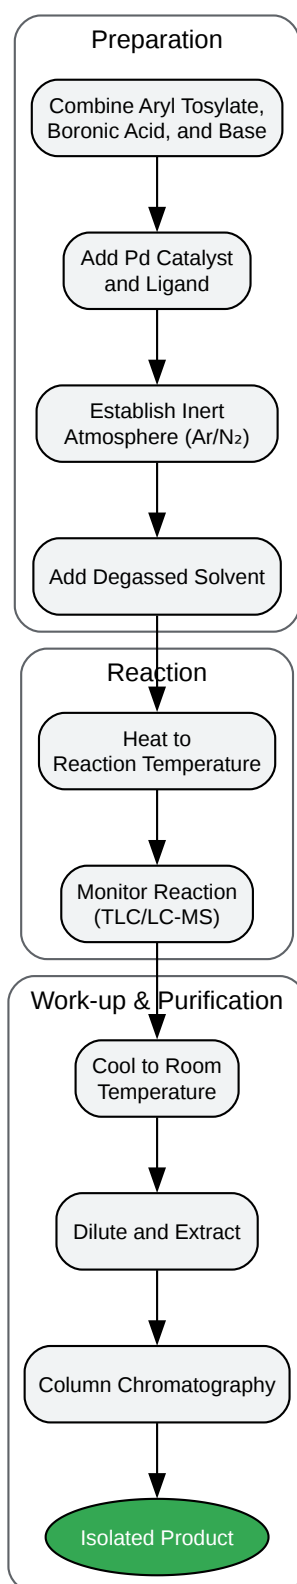 Preparation
Combine Aryl Tosylate,
Boronic Acid, and Base
Add Pd Catalyst
and Ligand
Establish Inert
Atmosphere (Ar/N₂)
Add Degassed Solvent
Reaction
Heat to
Reaction Temperature
Monitor Reaction
(TLC/LC-MS)
Work-up & Purification
Cool to Room
Temperature
Dilute and Extract
Column Chromatography
Isolated Product